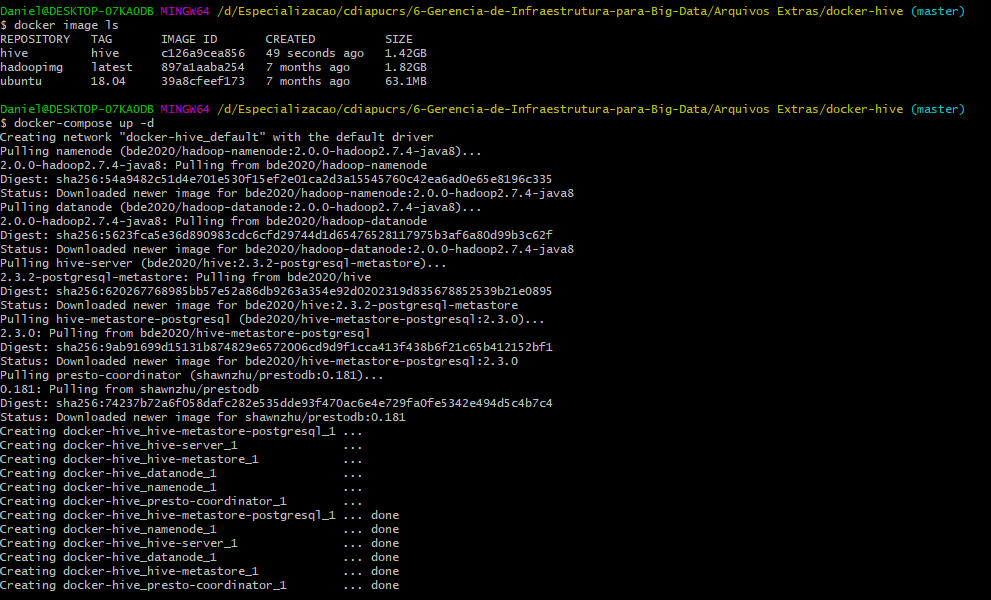 Daniel@DESKTOP-O7KAODB MINGW64 /d/Especializacao/cdiapucrs/6-Gerencia-de-Infraestrutura-para-Big-Data/Arquivos Extras/docker-hive (master)
$ docker image ls
REPOSITORY   TAG       IMAGE ID       CREATED          SIZE
hive         hive      c126a9cea856   49 seconds ago   1.42GB
hadoopimg    latest    897a1aaba254   7 months ago     1.82GB
ubuntu       18.04     39a8cfeef173   7 months ago     63.1MB
Daniel@DESKTOP-O7KAODB MINGW64 /d/Especializacao/cdiapucrs/6-Gerencia-de-Infraestrutura-para-Big-Data/Arquivos Extras/docker-hive (master)
$ docker-compose up -d
Creating network "docker-hive_default" with the default driver
Pulling namenode (bde2020/hadoop-namenode:2.0.0-hadoop2.7.4-java8)...
2.0.0-hadoop2.7.4-java8: Pulling from bde2020/hadoop-namenode
Digest: sha256:54a9482c51d4e701e530f15ef2e01ca2d3a15545760c42ea6ad0e65e8196c335
Status: Downloaded newer image for bde2020/hadoop-namenode:2.0.0-hadoop2.7.4-java8
Pulling datanode (bde2020/hadoop-datanode:2.0.0-hadoop2.7.4-java8)...
2.0.0-hadoop2.7.4-java8: Pulling from bde2020/hadoop-datanode
Digest: sha256:5623fca5e36d890983cdc6cfd29744d1d65476528117975b3af6a80d99b3c62f
Status: Downloaded newer image for bde2020/hadoop-datanode:2.0.0-hadoop2.7.4-java8
Pulling hive-server (bde2020/hive:2.3.2-postgresql-metastore)...
2.3.2-postgresql-metastore: Pulling from bde2020/hive
Digest: sha256:620267768985bb57e52a86db9263a354e92d0202319d835678852539b21e0895
Status: Downloaded newer image for bde2020/hive:2.3.2-postgresql-metastore
Pulling hive-metastore-postgresql (bde2020/hive-metastore-postgresql:2.3.0)...
2.3.0: Pulling from bde2020/hive-metastore-postgresql
Digest: sha256:9ab91699d15131b874829e6572006cd9d9f1cca413f438b6f21c65b412152bf1
Status: Downloaded newer image for bde2020/hive-metastore-postgresql:2.3.0
Pulling presto-coordinator (shawnzhu/prestodb:0.181)...
0.181: Pulling from shawnzhu/prestodb
Digest: sha256:74237b72a6f058dafc282e535dde93f470ac6e4e729fa0fe5342e494d5c4b7c4
Status: Downloaded newer image for shawnzhu/prestodb:0.181
Creating docker-hive_hive-metastore-postgresql_1 ...
Creating docker-hive_hive-server_1               ...
Creating docker-hive_hive-metastore_1            ...
Creating docker-hive_datanode_1                  ...
Creating docker-hive_namenode_1                  ...
Creating docker-hive_presto-coordinator_1        ...
Creating docker-hive_hive-metastore-postgresql_1 ... done
Creating docker-hive_namenode_1                  ... done
Creating docker-hive_hive-server_1               ... done
Creating docker-hive_datanode_1                  ... done
Creating docker-hive_hive-metastore_1            ... done
Creating docker-hive_presto-coordinator_1        ... done